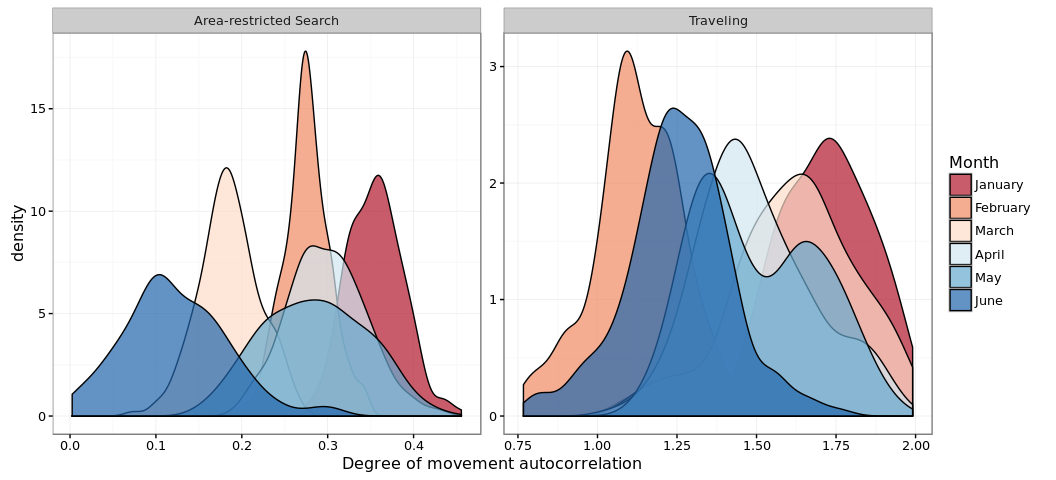 Area-restricted Search
Traveling
density
0
5
10
15
0
1
2
3
0.0 0.1 0.2 0.3 0.4
0.75 1.00 1.25 1.50 1.75 2.00
Degree of movement autocorrelation
Month
January
February
March
April
May
June